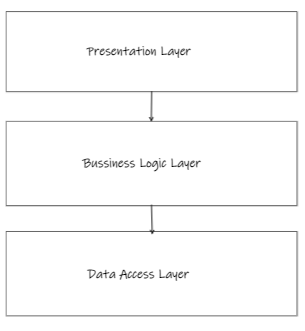 Presentation Layer
Bussiness Logic Layer
Data Access Layer